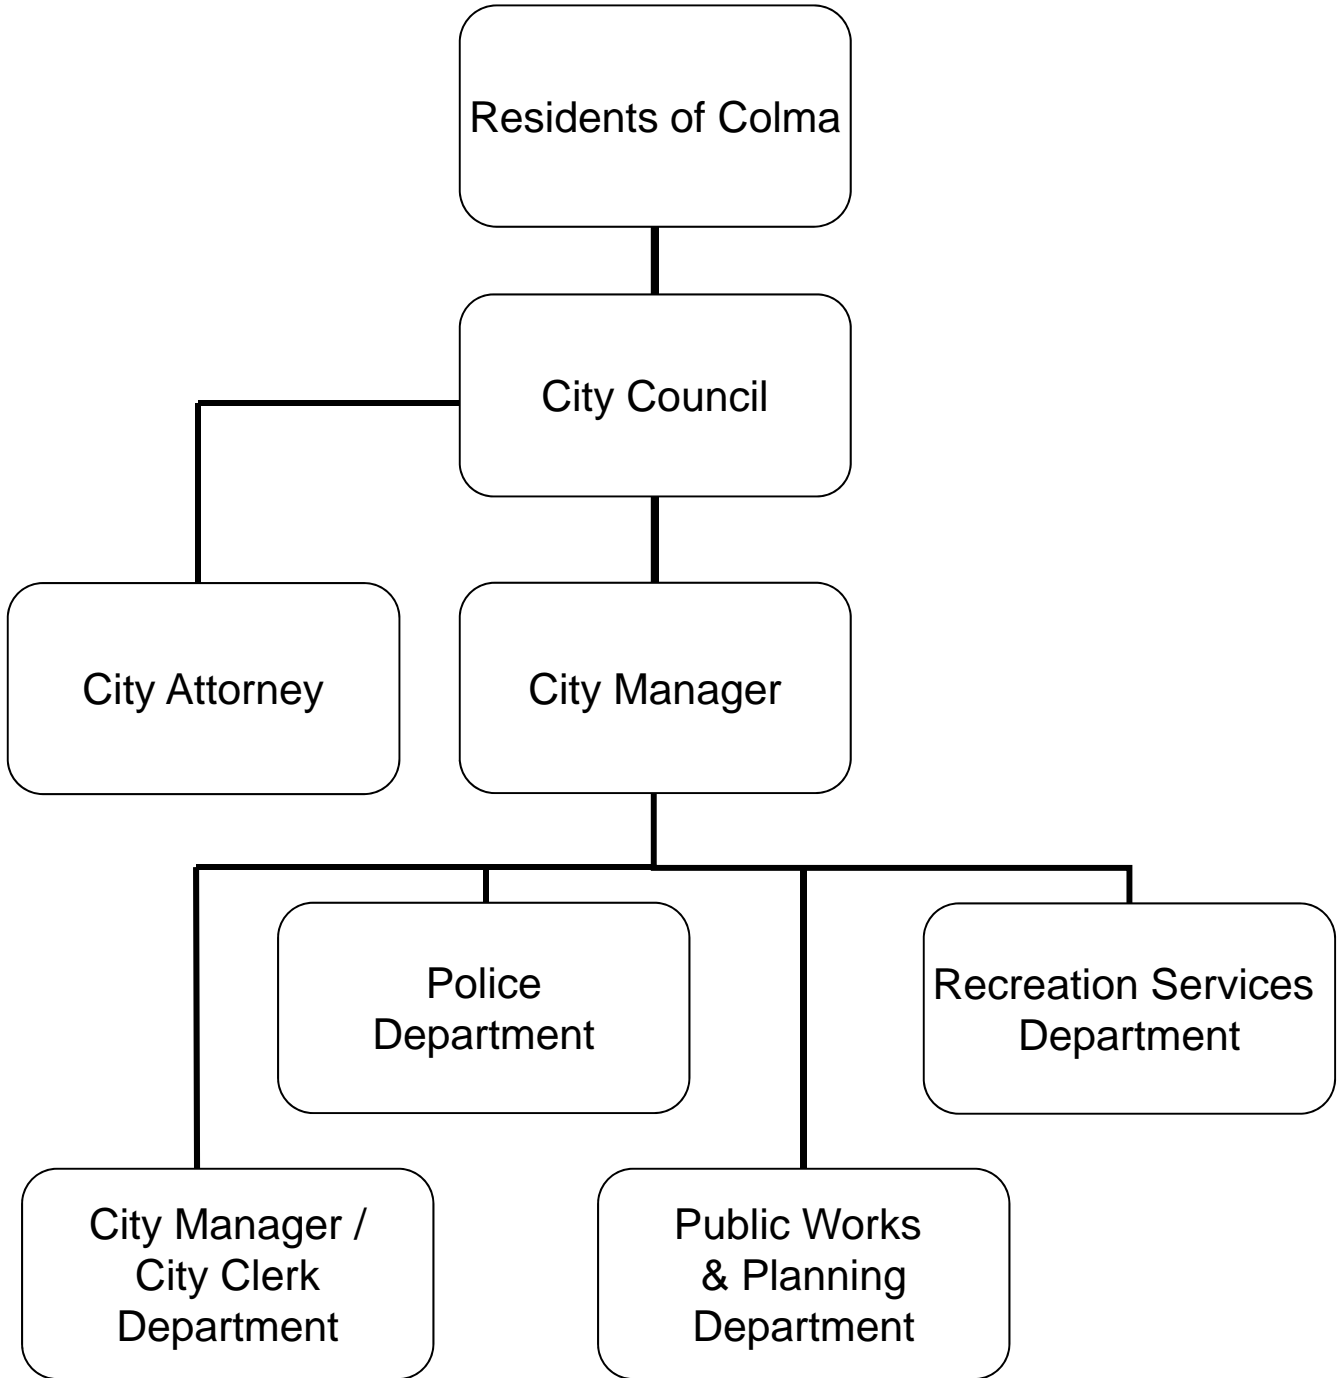 Residents of Colma
City Council
City Attorney
City Manager
Police
Department
Recreation Services
Department
City Manager /
City Clerk
Department
Public Works
& Planning
Department